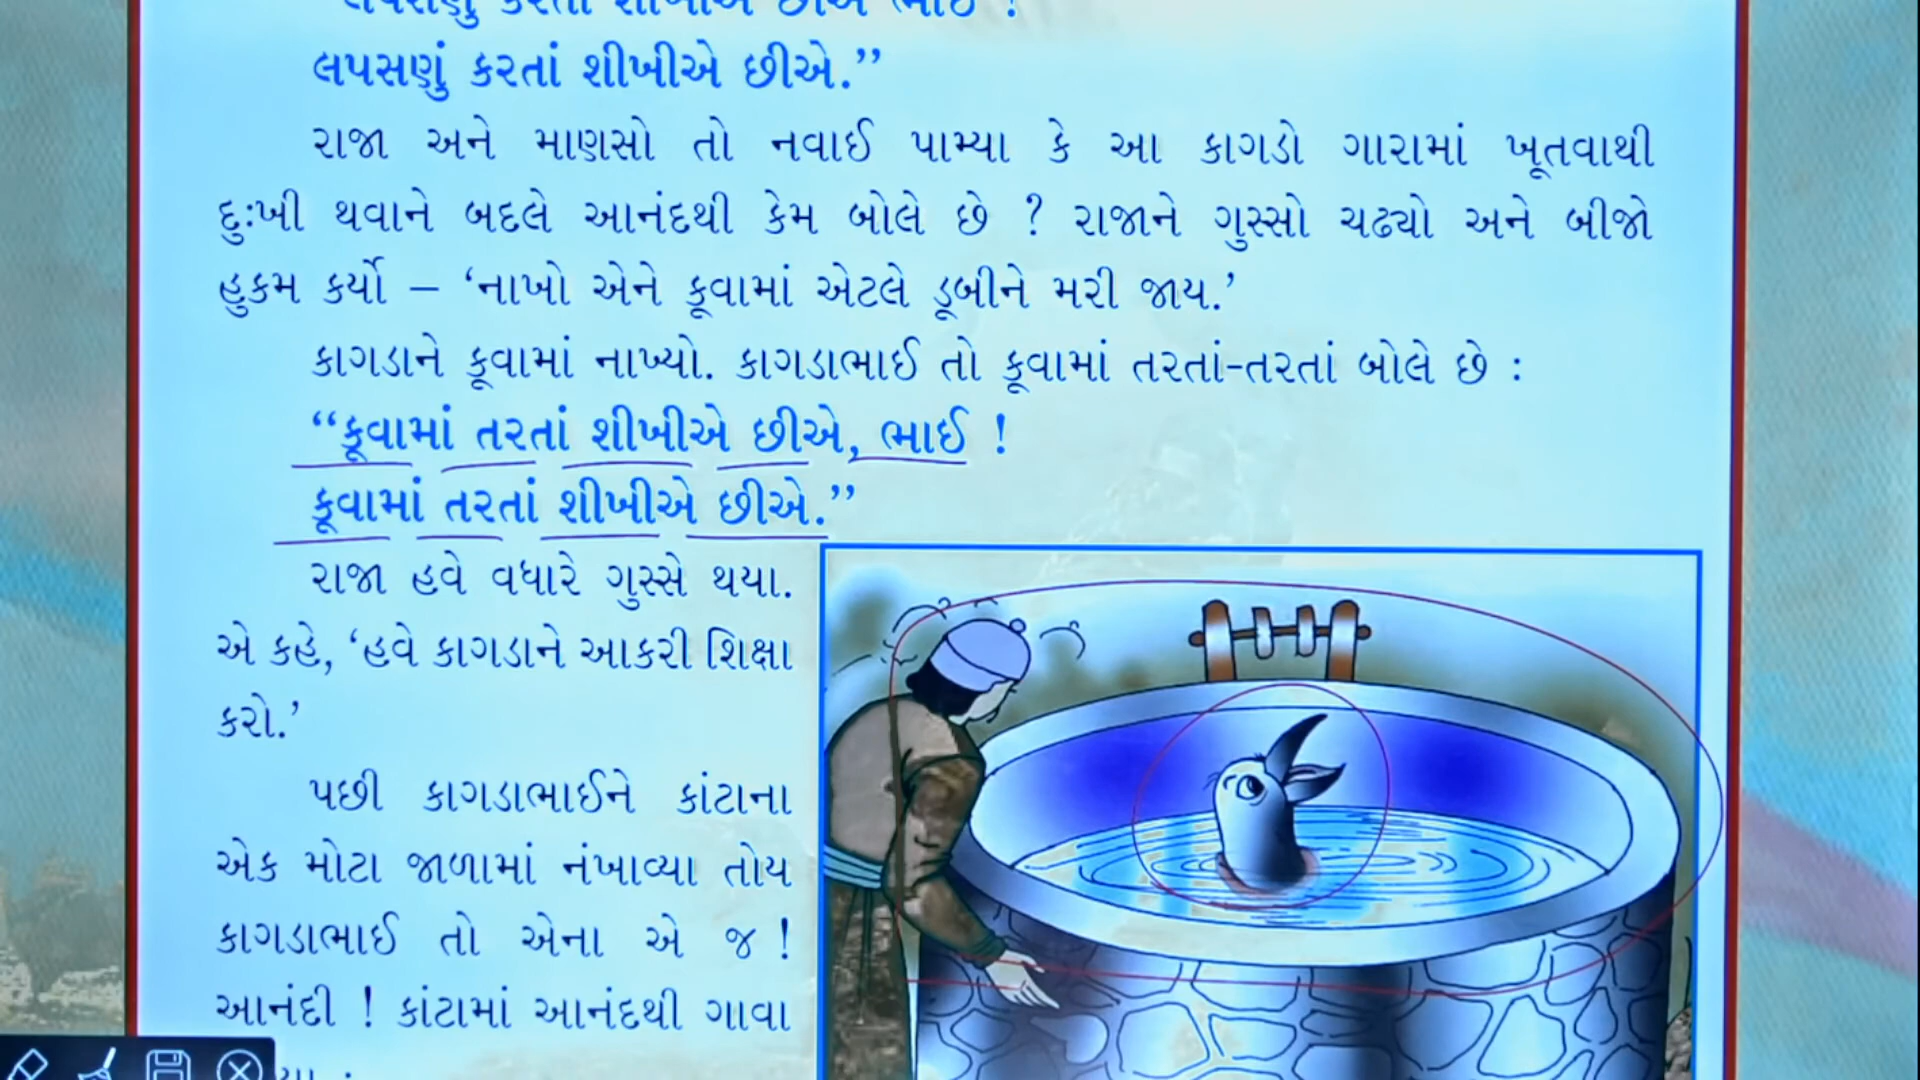 લપસણું કરતાં શીખીએ છીએ ભાઈ !
લપસણું કરતાં શીખીએ છીએ.”
રાજા અને માણસો તો નવાઈ પામ્યા કે આ કાગડો ગારામાં ખૂતવાથી
દુઃખી થવાને બદલે આનંદથી કેમ બોલે છે ? રાજાને ગુસ્સો ચઢ્યો અને બીજો
હુકમ કર્યો – ‘નાખો એને કૂવામાં એટલે ડૂબીને મરી જાય.’
કાગડાને કૂવામાં નાખ્યો. કાગડાભાઈ તો કૂવામાં તરતાં-તરતાં બોલે છે :
“કૂવામાં તરતાં શીખીએ છીએ, ભાઈ !
કૂવામાં તરતાં શીખીએ છીએ.”
રાજા હવે વધારે ગુસ્સે થયા.
એ કહે, ‘હવે કાગડાને આકરી શિક્ષા
કરો.’
પછી કાગડાભાઈને કાંટાના
એક મોટા જાળામાં નંખાવ્યા તોય
કાગડાભાઈ તો એના એ જ !
આનંદી ! કાંટામાં આનંદથી ગાવા